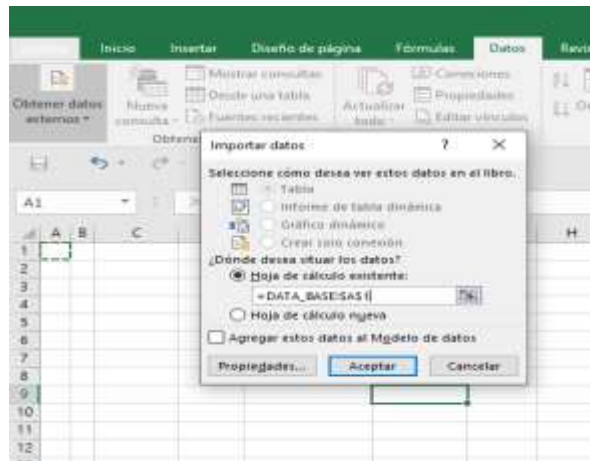 Inicio Insertar Diseño de página Fórmulas Datos Revis
Obtener datos externos
Nueva consulta
Mostrar consultas
Desde una tabla
Fuentes recientes
Actualizar todo
Conexiones
Propiedades
Editar vínculos
Obtene
Importar datos ? ×
Seleccione cómo desea ver estos datos en el libro.
Tabla
Informe de tabla dinámica
Gráfico dinámico
Crear solo conexión
¿Dónde desea situar los datos?
Hoja de cálculo existente:
=DATA_BASE!$A$1
Hoja de cálculo nueva
Agregar estos datos al Modelo de datos
Propiedades... Aceptar Cancelar
A1
A B C H
1
2
3
4
5
6
7
8
9
10
11
12